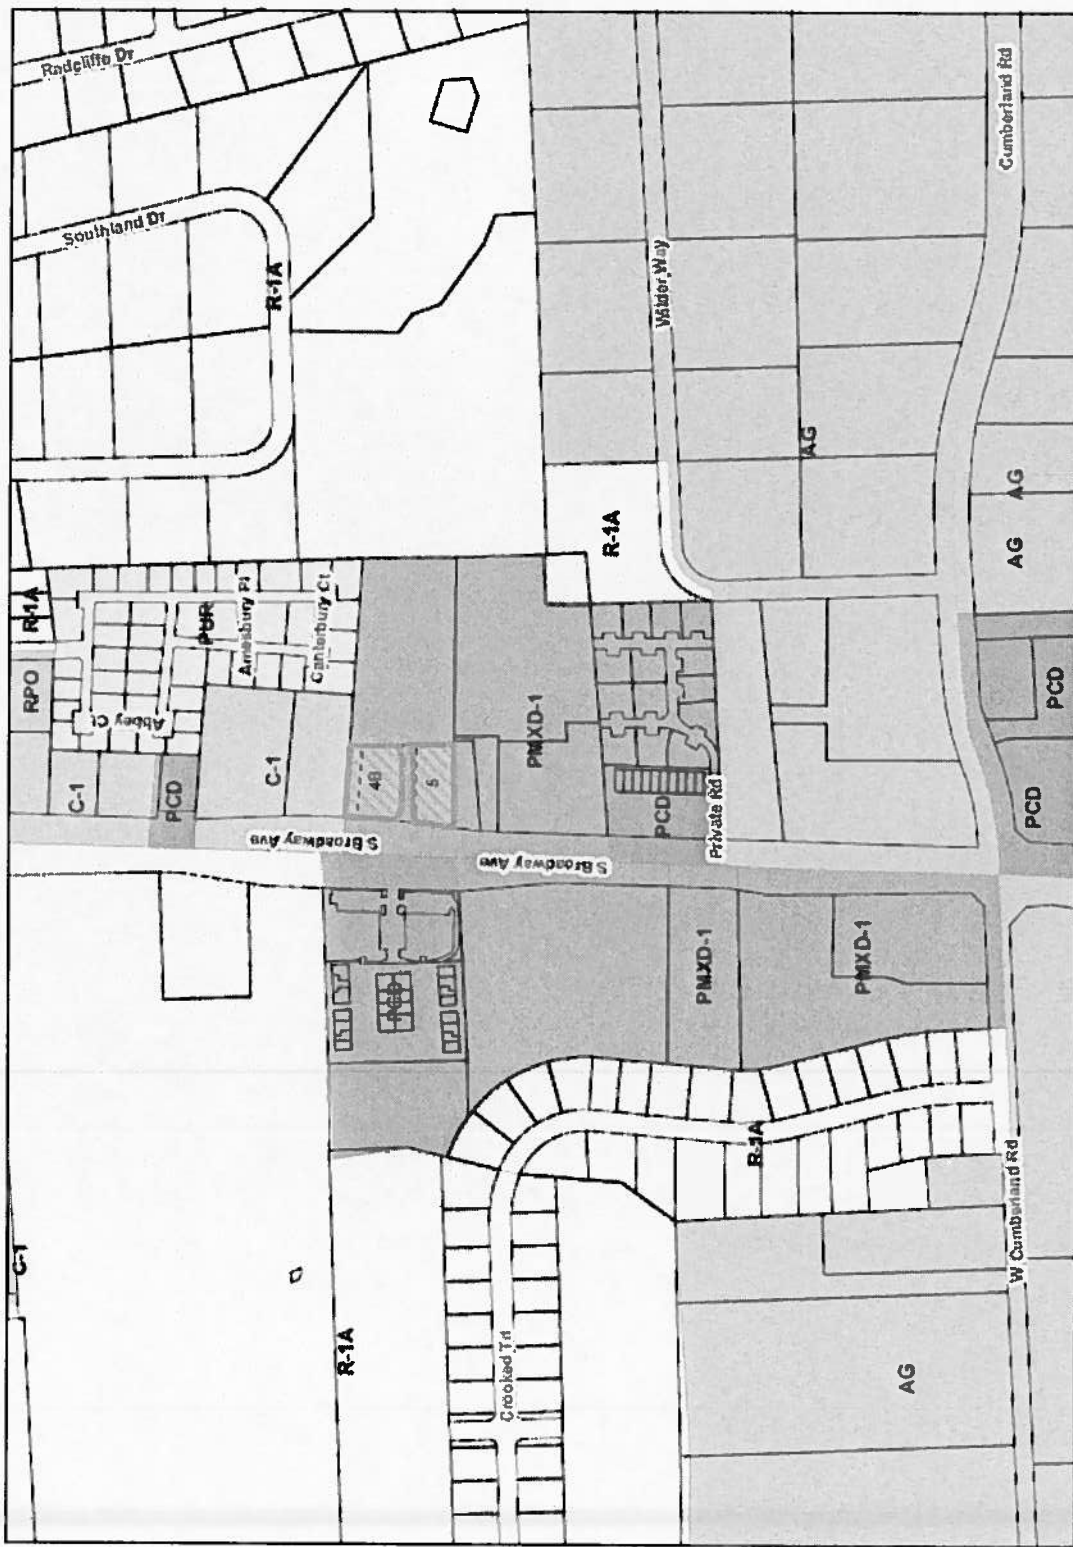 Radcliffe Dr
Southland Dr
R-1A
Cumberland Rd
Wilder Way
AG
AG
AG
R-1A
R-1A
RPO
PUR
Amesbury Pl
Canterbury Ct
Abbey Ct
C-1
PCD
C-1
4B
5
PMXD-1
PCD
Private Rd
PCD
PCD
S Broadway Ave
S Broadway Ave
PCD
PMXD-1
PMXD-1
R-1A
W Cumberland Rd
C-1
R-1A
Crooked Trl
AG